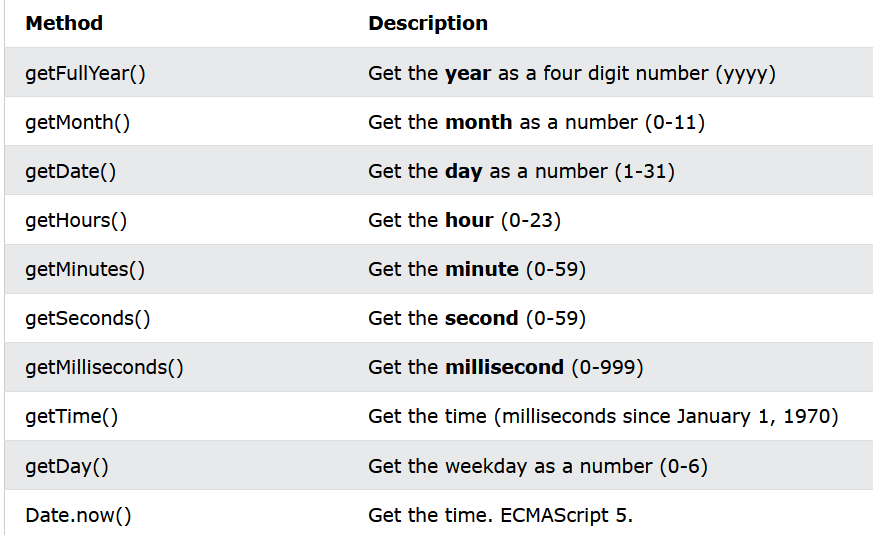 Method Description
getFullYear() Get the year as a four digit number (yyyy)
getMonth() Get the month as a number (0-11)
getDate() Get the day as a number (1-31)
getHours() Get the hour (0-23)
getMinutes() Get the minute (0-59)
getSeconds() Get the second (0-59)
getMilliseconds() Get the millisecond (0-999)
getTime() Get the time (milliseconds since January 1, 1970)
getDay() Get the weekday as a number (0-6)
Date.now() Get the time. ECMAScript 5.